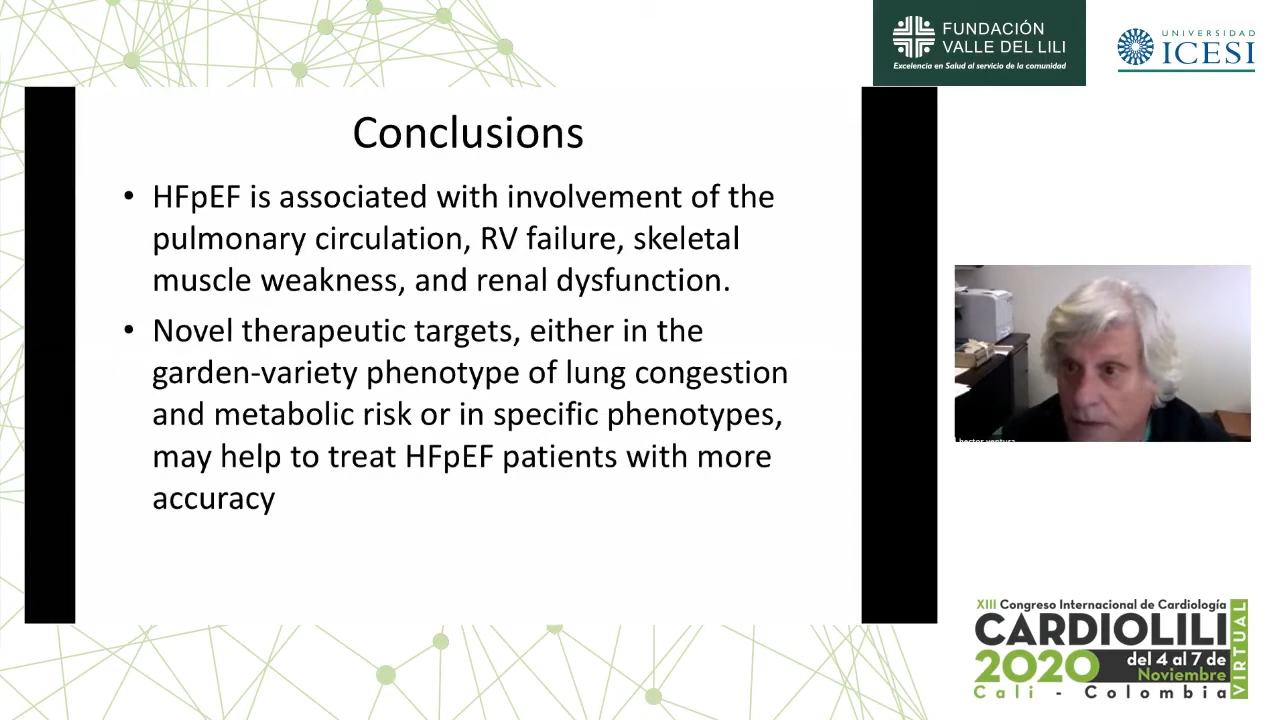 FUNDACIÓN
VALLE DEL LILI
Excelencia en Salud al servicio de la comunidad
UNIVERSIDAD
ICESI
Conclusions
• HFpEF is associated with involvement of the
pulmonary circulation, RV failure, skeletal
muscle weakness, and renal dysfunction.
• Novel therapeutic targets, either in the
garden-variety phenotype of lung congestion
and metabolic risk or in specific phenotypes,
may help to treat HFpEF patients with more
accuracy
hector ventura
XIII Congreso Internacional de Cardiología
CARDIOLILI
2020 del 4 al 7 de
Noviembre
Cali - Colombia
VIRTUAL